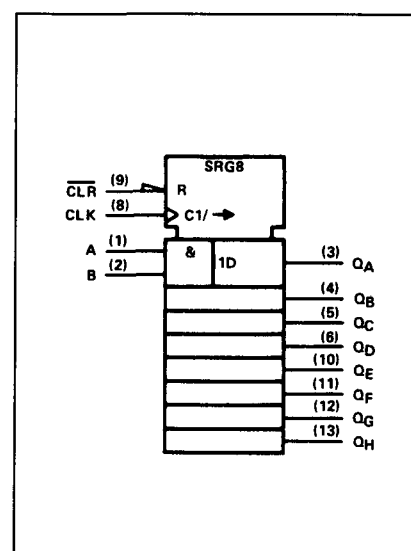 SRG8
CLR (9) R
CLK (8) C1/
A (1) & 1D (3) QA
B (2)
(4) QB
(5) QC
(6) QD
(10) QE
(11) QF
(12) QG
(13) QH